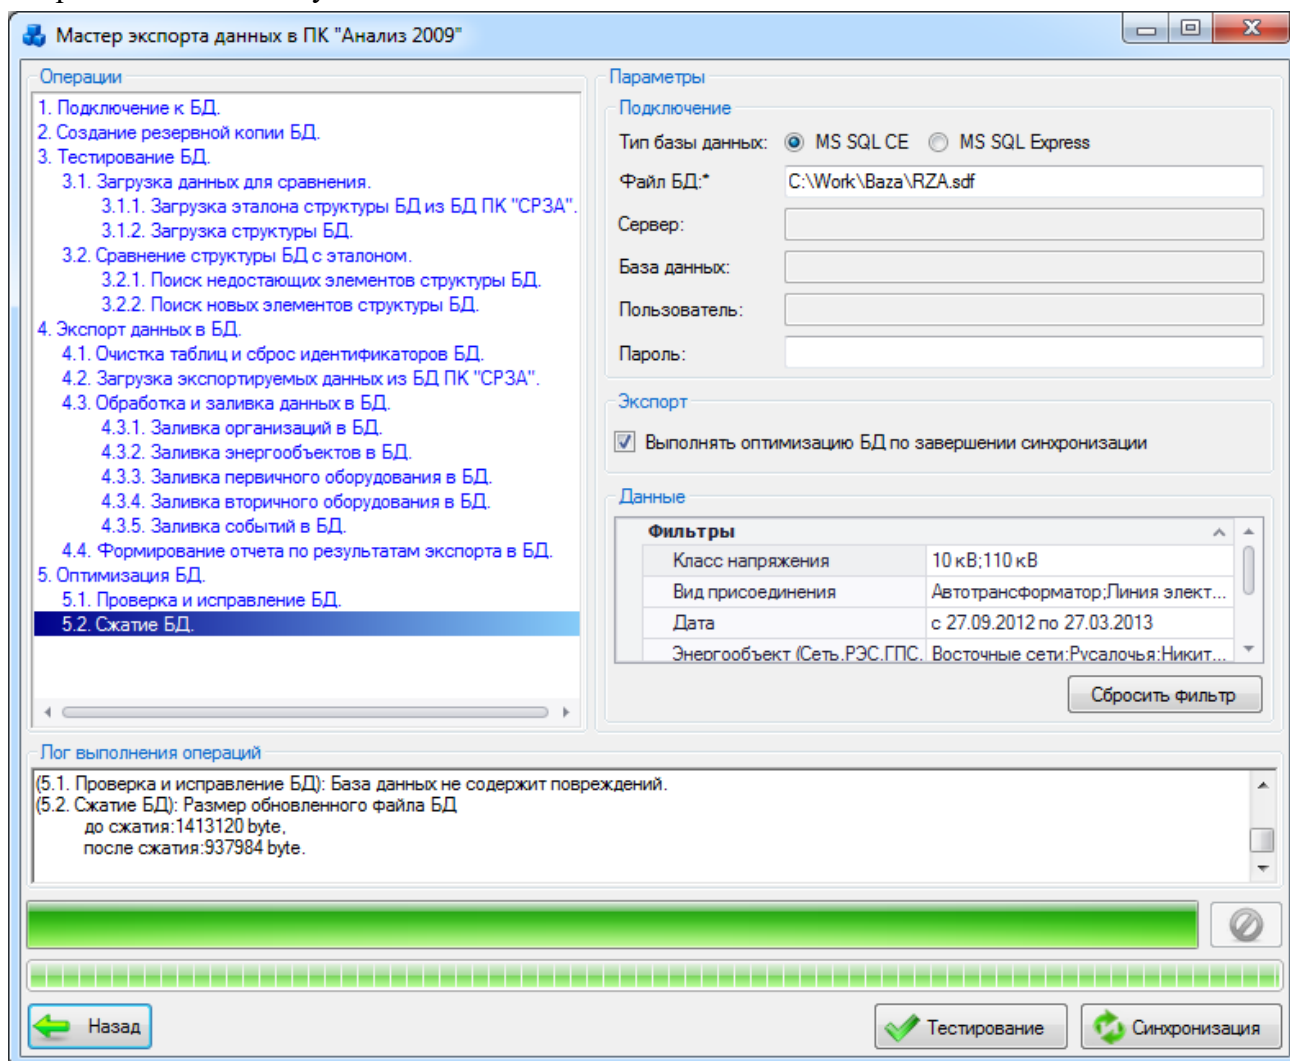 Мастер экспорта данных в ПК "Анализ 2009"
Операции
1. Подключение к БД.
2. Создание резервной копии БД.
3. Тестирование БД.
3.1. Загрузка данных для сравнения.
3.1.1. Загрузка эталона структуры БД из БД ПК "СРЗА".
3.1.2. Загрузка структуры БД.
3.2. Сравнение структуры БД с эталоном.
3.2.1. Поиск недостающих элементов структуры БД.
3.2.2. Поиск новых элементов структуры БД.
4. Экспорт данных в БД.
4.1. Очистка таблиц и сброс идентификаторов БД.
4.2. Загрузка экспортируемых данных из БД ПК "СРЗА".
4.3. Обработка и заливка данных в БД.
4.3.1. Заливка организаций в БД.
4.3.2. Заливка энергообъектов в БД.
4.3.3. Заливка первичного оборудования в БД.
4.3.4. Заливка вторичного оборудования в БД.
4.3.5. Заливка событий в БД.
4.4. Формирование отчета по результатам экспорта в БД.
5. Оптимизация БД.
5.1. Проверка и исправление БД.
5.2. Сжатие БД.
Параметры
Подключение
Тип базы данных: MS SQL CE MS SQL Express
Файл БД:* C:\Work\Baza\RZA.sdf
Сервер:
База данных:
Пользователь:
Пароль:
Экспорт
Выполнять оптимизацию БД по завершении синхронизации
Данные
Фильтры
Класс напряжения 10 кВ;110 кВ
Вид присоединения Автотрансформатор;Линия элект...
Дата с 27.09.2012 по 27.03.2013
Энергообъект (Сеть,РЭС,ГПС, Восточные сети;Русалочья;Никит...
Сбросить фильтр
Лог выполнения операций
(5.1. Проверка и исправление БД): База данных не содержит повреждений.
(5.2. Сжатие БД): Размер обновленного файла БД
до сжатия:1413120 byte,
после сжатия:937984 byte.
Назад
Тестирование
Синхронизация